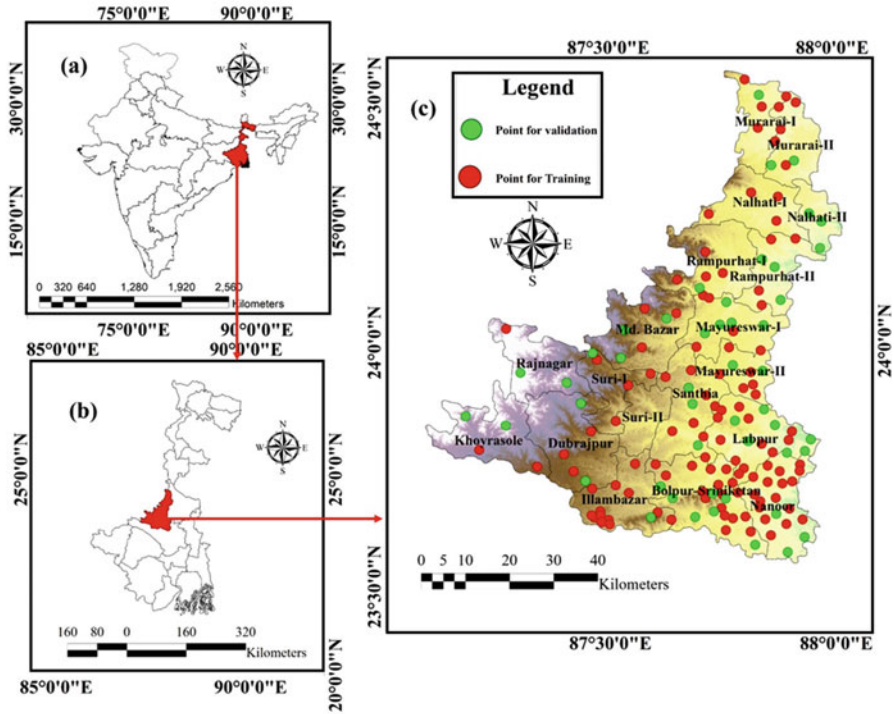 75°0'0"E 90°0'0"E
(a)
N
W E
S
30°0'0"N
15°0'0"N
30°0'0"N
15°0'0"N
0 320 640 1,280 1,920 2,560
Kilometers
75°0'0"E 90°0'0"E
85°0'0"E 90°0'0"E
(b)
N
W E
S
25°0'0"N
25°0'0"N
20°0'0"N
160 80 0 160 320
Kilometers
85°0'0"E 90°0'0"E
87°30'0"E 88°0'0"E
(c)
Legend
Point for validation
Point for Training
N
W E
S
24°30'0"N
24°0'0"N
23°30'0"N
24°0'0"N
Murarai-I
Murarai-II
Nalhati-I
Nalhati-II
Rampurhat-I
Rampurhat-II
Md. Bazar
Mayureswar-I
Rajnagar
Suri-I
Mayureswar-II
Santhia
Suri-II
Khoyrasole
Dubrajpur
Labpur
Illambazar
Bolpur-Sriniketan
Nanoor
0 5 10 20 30 40
Kilometers
87°30'0"E 88°0'0"E